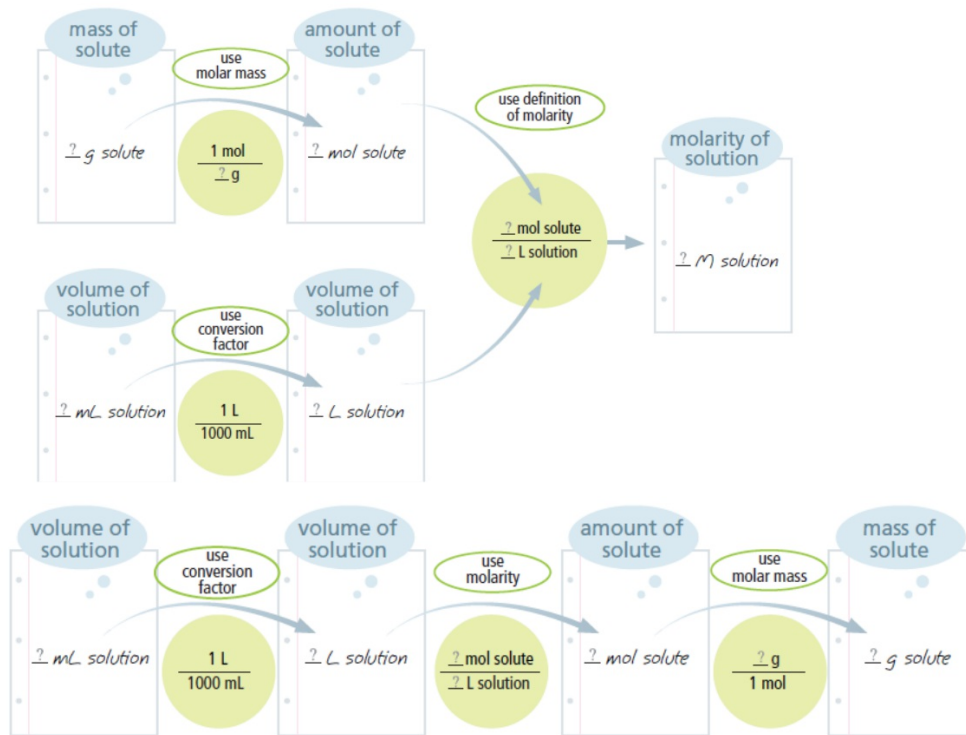 mass of
solute
use
molar mass
amount of
solute
? g solute
1 mol
? g
? mol solute
use definition
of molarity
? mol solute
? L solution
molarity of
solution
? M solution
volume of
solution
use
conversion
factor
volume of
solution
? mL solution
1 L
1000 mL
? L solution
volume of
solution
use
conversion
factor
volume of
solution
use
molarity
amount of
solute
use
molar mass
mass of
solute
? mL solution
1 L
1000 mL
? L solution
? mol solute
? L solution
? mol solute
? g
1 mol
? g solute